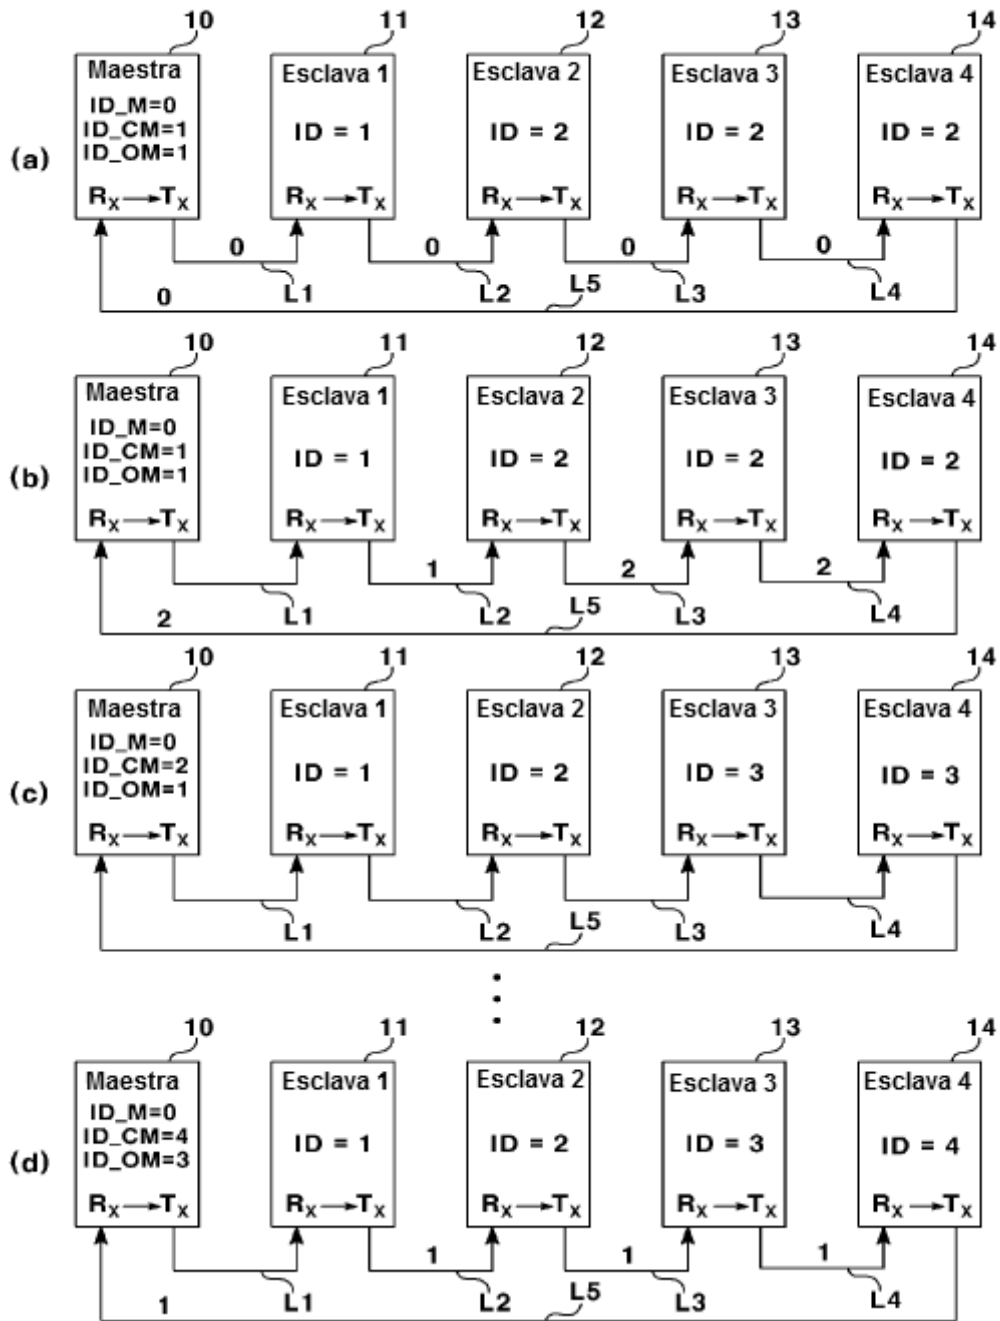 10 11 12 13 14
Maestra Esclava 1 Esclava 2 Esclava 3 Esclava 4
ID_M=0
ID_CM=1
ID_OM=1
ID = 1 ID = 2 ID = 2 ID = 2
(a)
RX→TX RX→TX RX→TX RX→TX RX→TX
0 0 0 0
0 L1 L2 L5 L3 L4
10 11 12 13 14
Maestra Esclava 1 Esclava 2 Esclava 3 Esclava 4
ID_M=0
ID_CM=1
ID_OM=1
ID = 1 ID = 2 ID = 2 ID = 2
(b)
RX→TX RX→TX RX→TX RX→TX RX→TX
1 2 2
2 L1 L2 L5 L3 L4
10 11 12 13 14
Maestra Esclava 1 Esclava 2 Esclava 3 Esclava 4
ID_M=0
ID_CM=2
ID_OM=1
ID = 1 ID = 2 ID = 3 ID = 3
(c)
RX→TX RX→TX RX→TX RX→TX RX→TX
L1 L2 L5 L3 L4
10 11 12 13 14
Maestra Esclava 1 Esclava 2 Esclava 3 Esclava 4
ID_M=0
ID_CM=4
ID_OM=3
ID = 1 ID = 2 ID = 3 ID = 4
(d)
RX→TX RX→TX RX→TX RX→TX RX→TX
1 1 1
1 L1 L2 L5 L3 L4